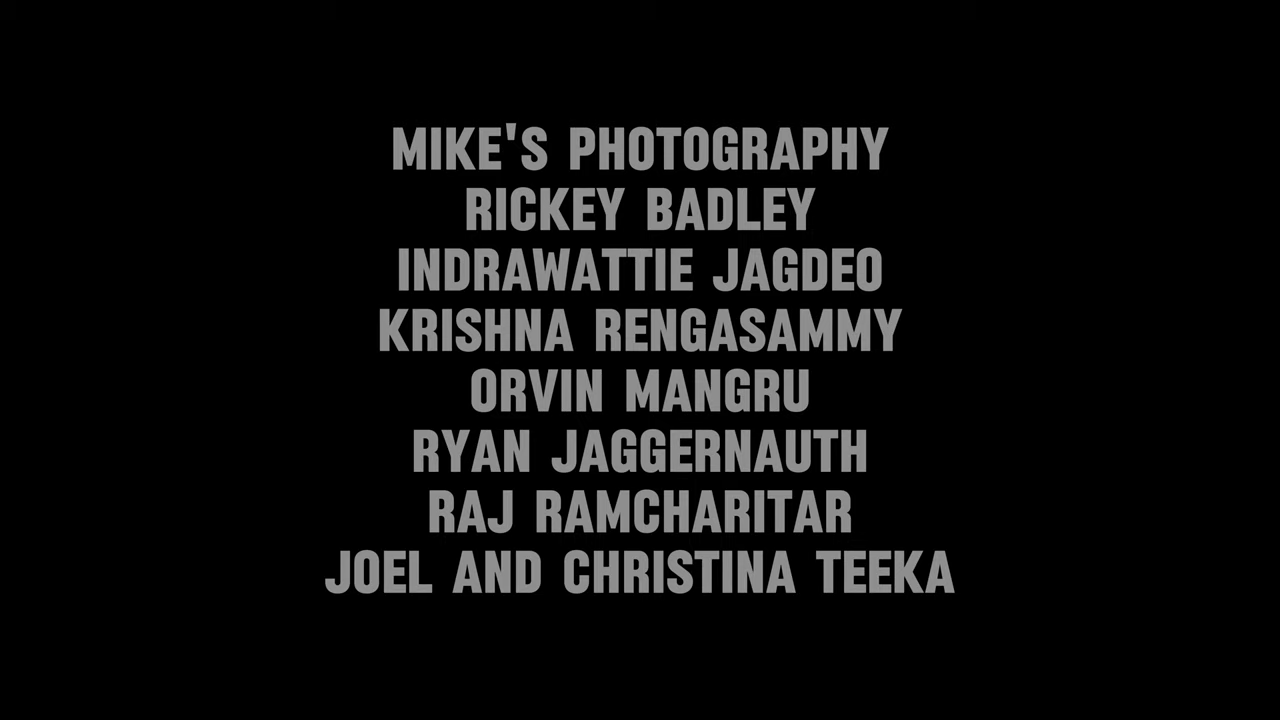 MIKE'S PHOTOGRAPHY
RICKEY BADLEY
INDRAWATTIE JAGDEO
KRISHNA RENGASAMMY
ORVIN MANGRU
RYAN JAGGERNAUTH
RAJ RAMCHARITAR
JOEL AND CHRISTINA TEEKA